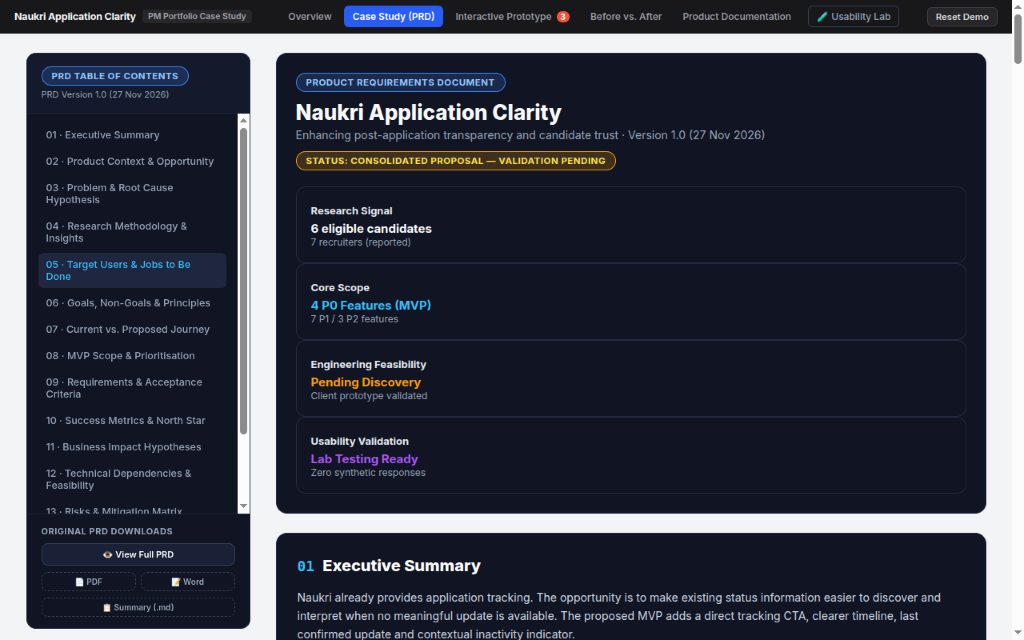 Naukri Application Clarity PM Portfolio Case Study Overview Case Study (PRD) Interactive Prototype 3 Before vs. After Product Documentation Usability Lab Reset Demo
PRD TABLE OF CONTENTS
PRD Version 1.0 (27 Nov 2026)
01 · Executive Summary
02 · Product Context & Opportunity
03 · Problem & Root Cause
Hypothesis
04 · Research Methodology &
Insights
05 · Target Users & Jobs to Be
Done
06 · Goals, Non-Goals & Principles
07 · Current vs. Proposed Journey
08 · MVP Scope & Prioritisation
09 · Requirements & Acceptance
Criteria
10 · Success Metrics & North Star
11 · Business Impact Hypotheses
12 · Technical Dependencies &
Feasibility
13 · Risks & Mitigation Matrix
ORIGINAL PRD DOWNLOADS
View Full PRD
PDF Word
Summary (.md)
PRODUCT REQUIREMENTS DOCUMENT
Naukri Application Clarity
Enhancing post-application transparency and candidate trust · Version 1.0 (27 Nov 2026)
STATUS: CONSOLIDATED PROPOSAL — VALIDATION PENDING
Research Signal
6 eligible candidates
7 recruiters (reported)
Core Scope
4 P0 Features (MVP)
7 P1 / 3 P2 features
Engineering Feasibility
Pending Discovery
Client prototype validated
Usability Validation
Lab Testing Ready
Zero synthetic responses
01 Executive Summary
Naukri already provides application tracking. The opportunity is to make existing status information easier to discover and
interpret when no meaningful update is available. The proposed MVP adds a direct tracking CTA, clearer timeline, last
confirmed update and contextual inactivity indicator.